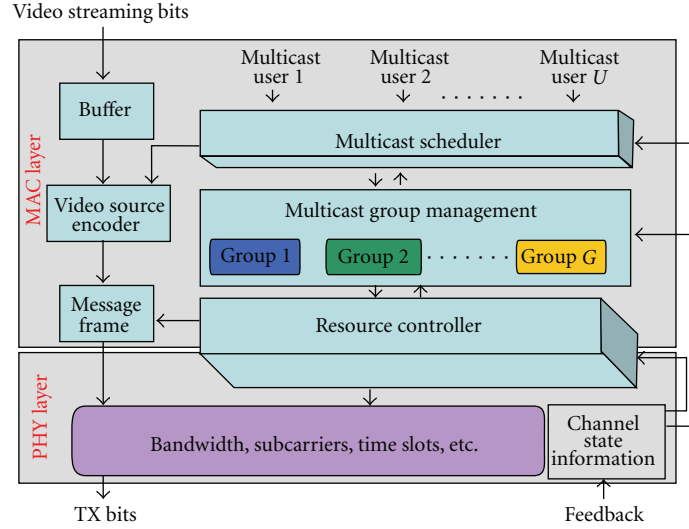 Video streaming bits
Multicast
user 1
Multicast
user 2
. . . . . . .
Multicast
user U
Buffer
Multicast scheduler
MAC layer
Video source
encoder
Multicast group management
Group 1
Group 2
. . . . . . .
Group G
Message
frame
Resource controller
PHY layer
Bandwidth, subcarriers, time slots, etc.
Channel
state
information
TX bits
Feedback